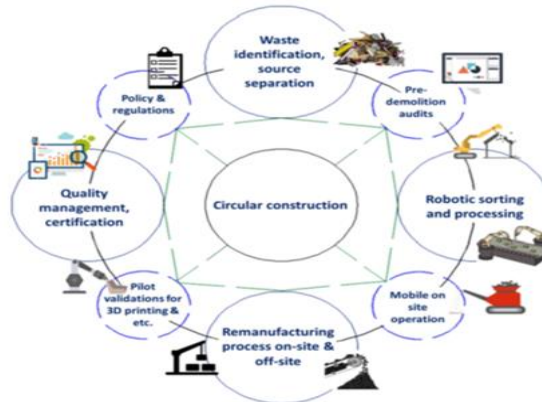 Waste
identification,
source
separation
Policy &
regulations
Pre-
demolition
audits
Quality
management,
certification
Circular construction
Robotic sorting
and processing
Pilot
validations for
3D printing &
etc.
Mobile on
site
operation
Remanufacturing
process on-site &
off-site